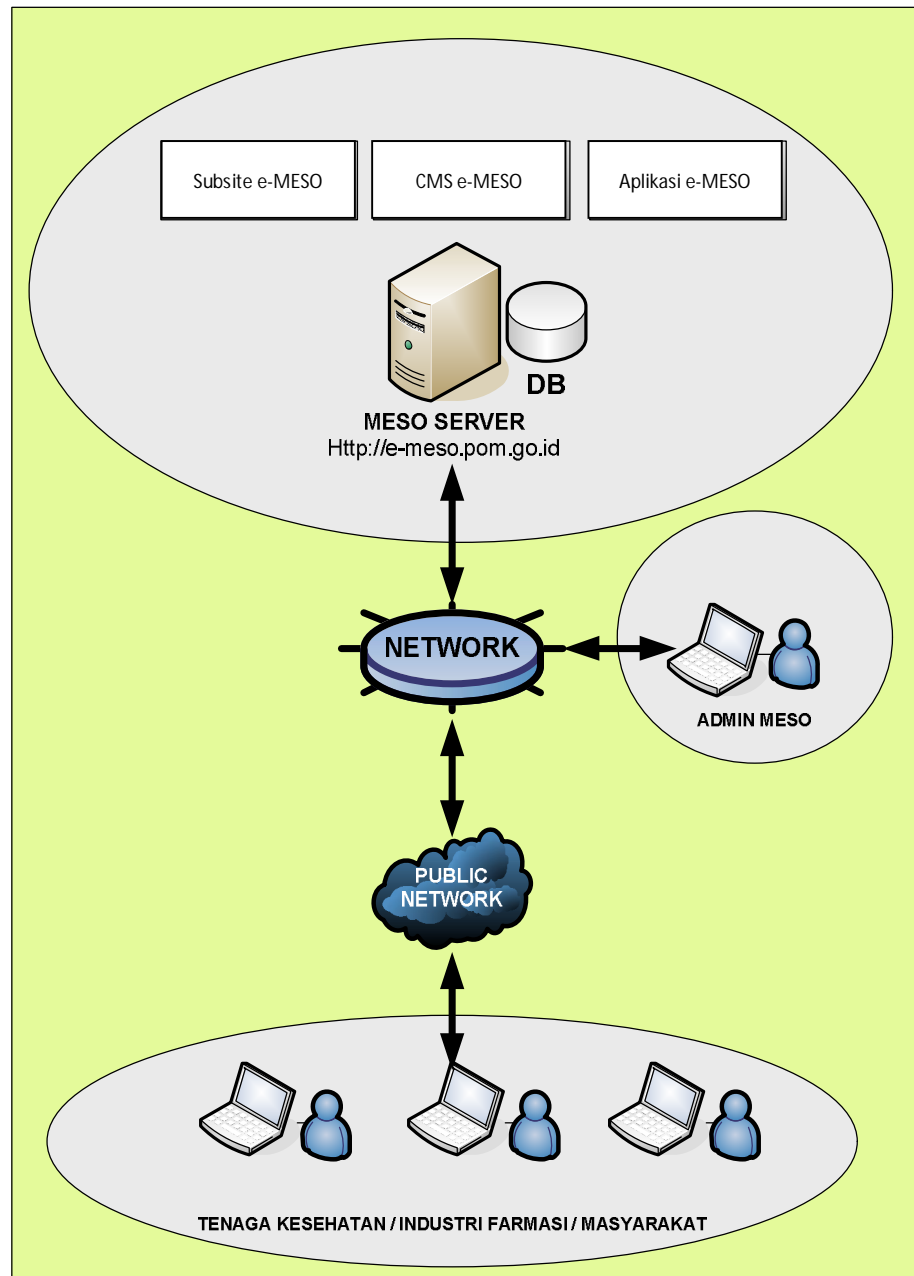 Subsite e-MESO
CMS e-MESO
Aplikasi e-MESO
DB
MESO SERVER
Http://e-meso.pom.go.id
NETWORK
ADMIN MESO
PUBLIC
NETWORK
TENAGA KESEHATAN / INDUSTRI FARMASI / MASYARAKAT